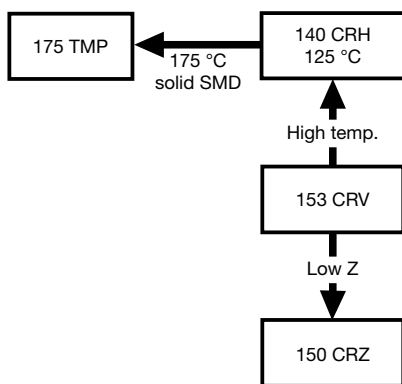 175 TMP
140 CRH
125 °C
175 °C
solid SMD
High temp.
153 CRV
Low Z
150 CRZ